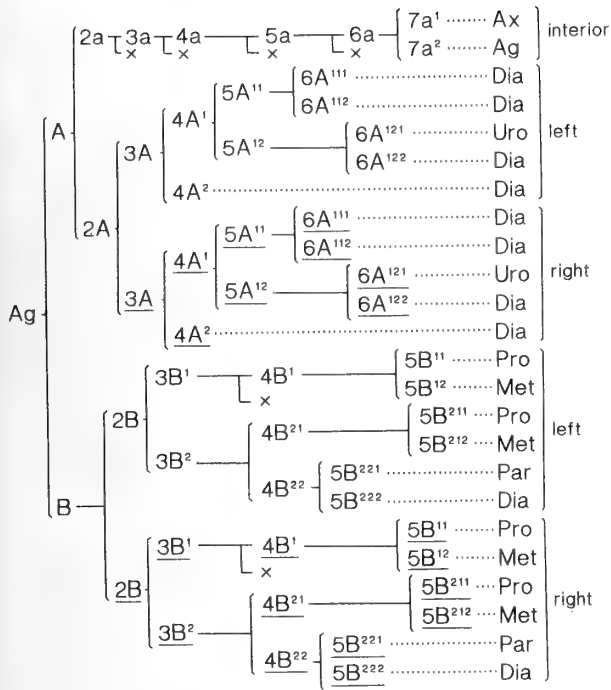 7a¹ Ax
2a 3a 4a 5a 6a interior
× × × × 7a² Ag
6A¹¹¹ Dia
5A¹¹
6A¹¹² Dia
4A¹
A 6A¹²¹ Uro left
3A 5A¹²
6A¹²² Dia
4A² Dia
2A 6A¹¹¹ Dia
5A¹¹
6A¹¹² Dia
4A¹
6A¹²¹ Uro right
3A 5A¹²
6A¹²² Dia
Ag
4A² Dia
5B¹¹ Pro
3B¹ 4B¹
× 5B¹² Met
2B 5B²¹¹ Pro
4B²¹ left
5B²¹² Met
3B²
5B²²¹ Par
4B²²
B 5B²²² Dia
5B¹¹ Pro
3B¹ 4B¹
× 5B¹² Met
2B 5B²¹¹ Pro
4B²¹ right
5B²¹² Met
3B²
5B²²¹ Par
4B²²
5B²²² Dia